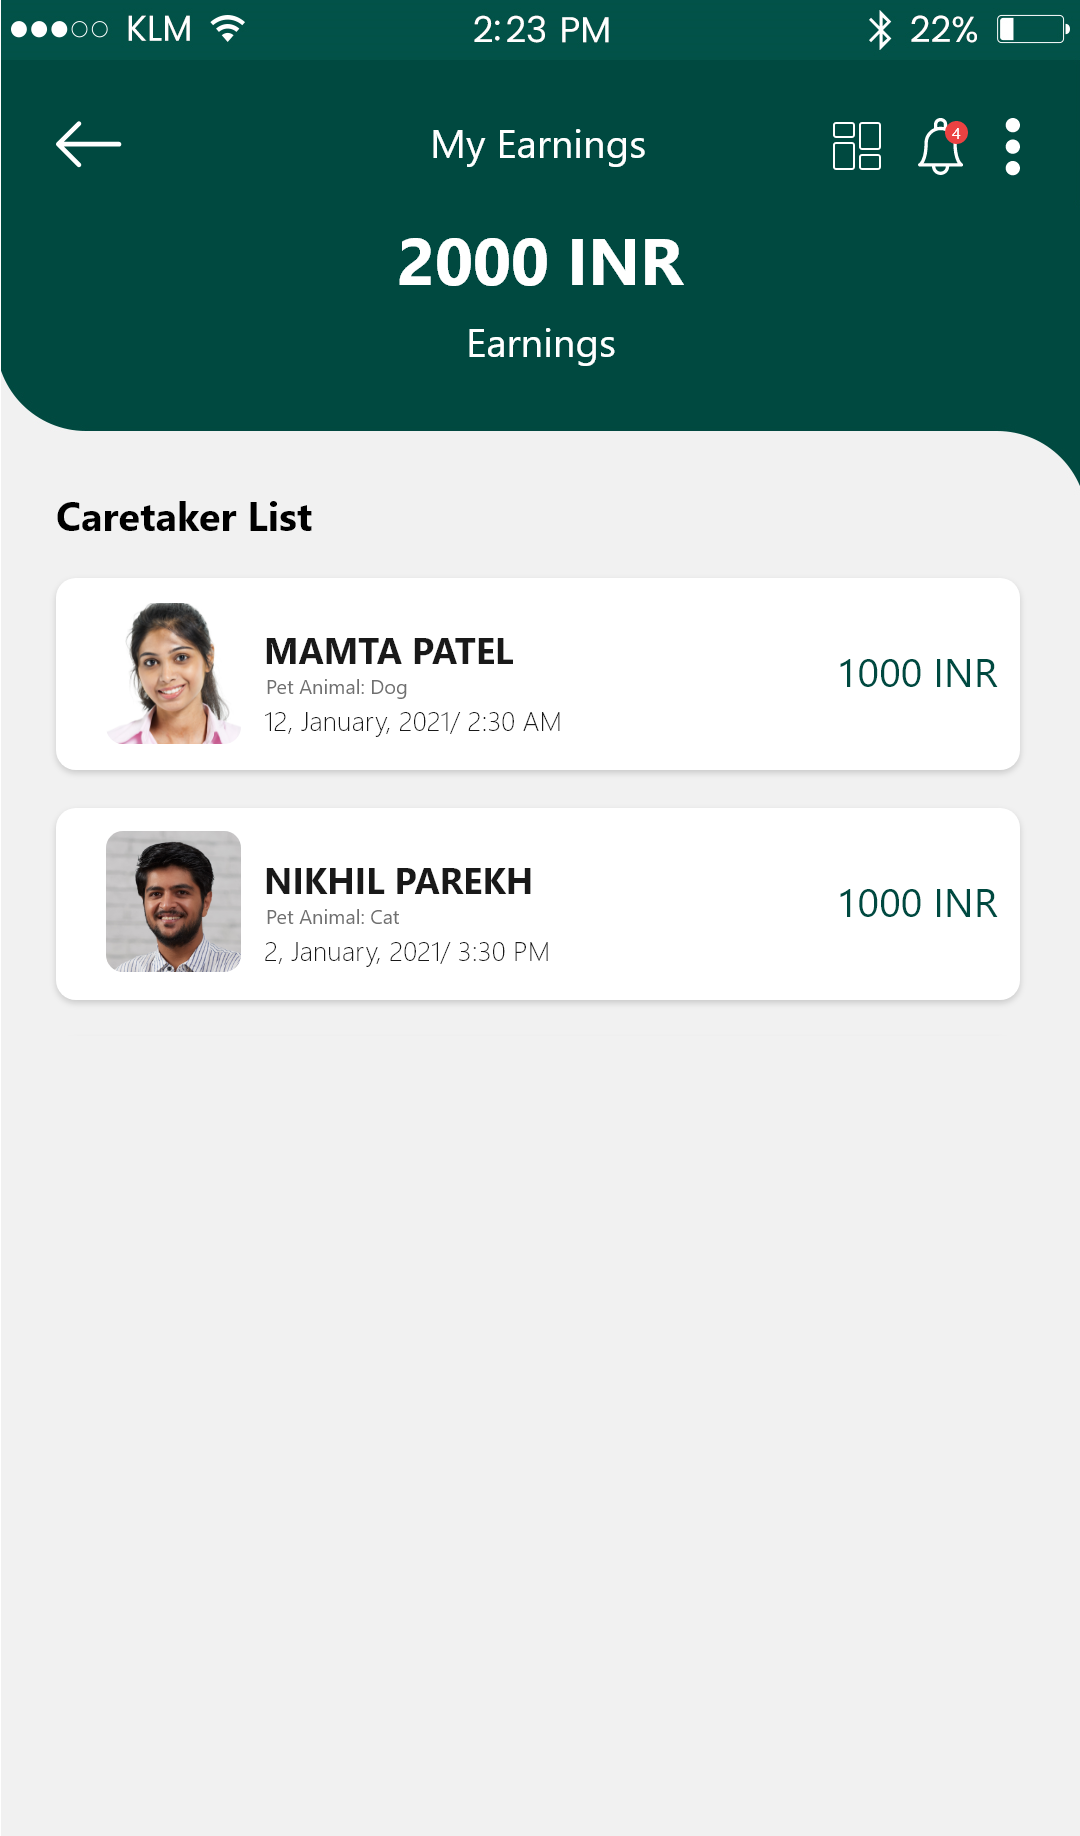 KLM 2:23 PM 22%
My Earnings 4
2000 INR
Earnings
Caretaker List
MAMTA PATEL
Pet Animal: Dog
12, January, 2021/ 2:30 AM
1000 INR
NIKHIL PAREKH
Pet Animal: Cat
2, January, 2021/ 3:30 PM
1000 INR